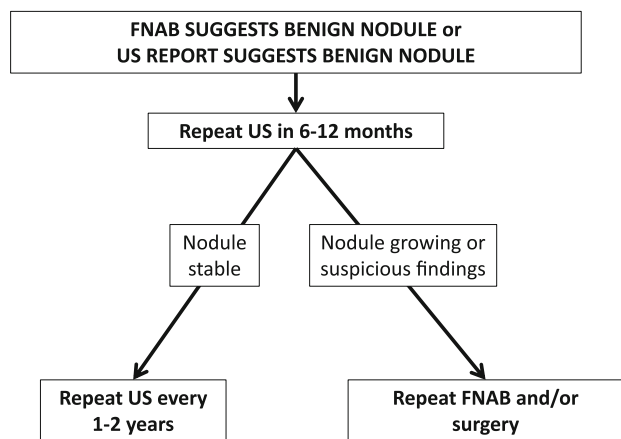 FNAB SUGGESTS BENIGN NODULE or
US REPORT SUGGESTS BENIGN NODULE
Repeat US in 6-12 months
Nodule
stable
Nodule growing or
suspicious findings
Repeat US every
1-2 years
Repeat FNAB and/or
surgery